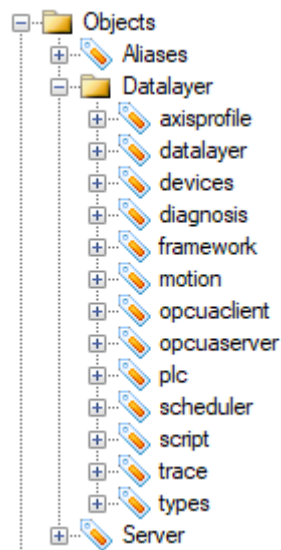 Objects
Aliases
Datalayer
axisprofile
datalayer
devices
diagnosis
framework
motion
opcuaclient
opcuaserver
plc
scheduler
script
trace
types
Server